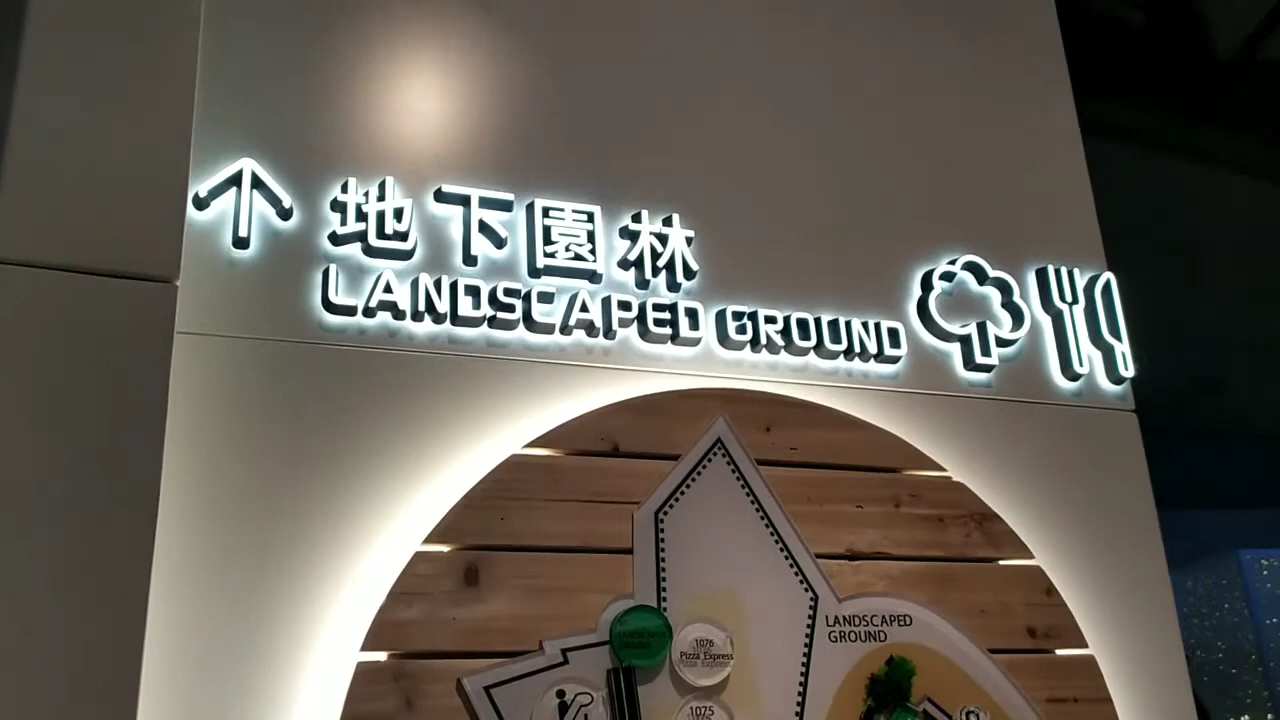 地下園林
LANDSCAPED GROUND
LANDSCAPED
GROUND
1076
Pizza Express
1075